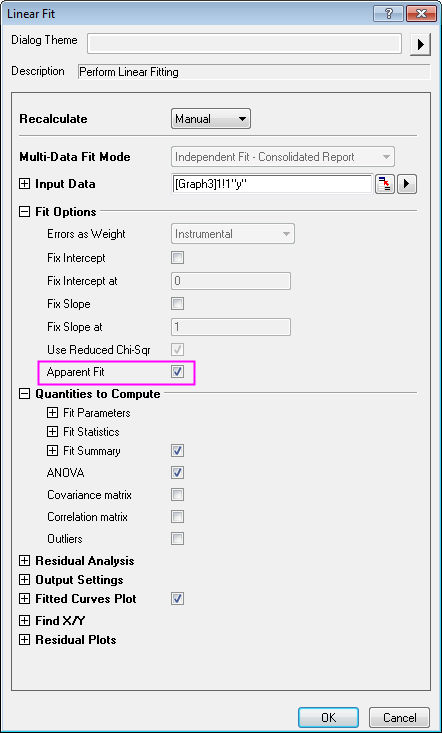 Linear Fit
Dialog Theme
Description Perform Linear Fitting
Recalculate Manual
Multi-Data Fit Mode Independent Fit - Consolidated Report
Input Data [Graph3]1!1"y"
Fit Options
Errors as Weight Instrumental
Fix Intercept
Fix Intercept at 0
Fix Slope
Fix Slope at 1
Use Reduced Chi-Sqr
Apparent Fit
Quantities to Compute
Fit Parameters
Fit Statistics
Fit Summary
ANOVA
Covariance matrix
Correlation matrix
Outliers
Residual Analysis
Output Settings
Fitted Curves Plot
Find X/Y
Residual Plots
OK Cancel